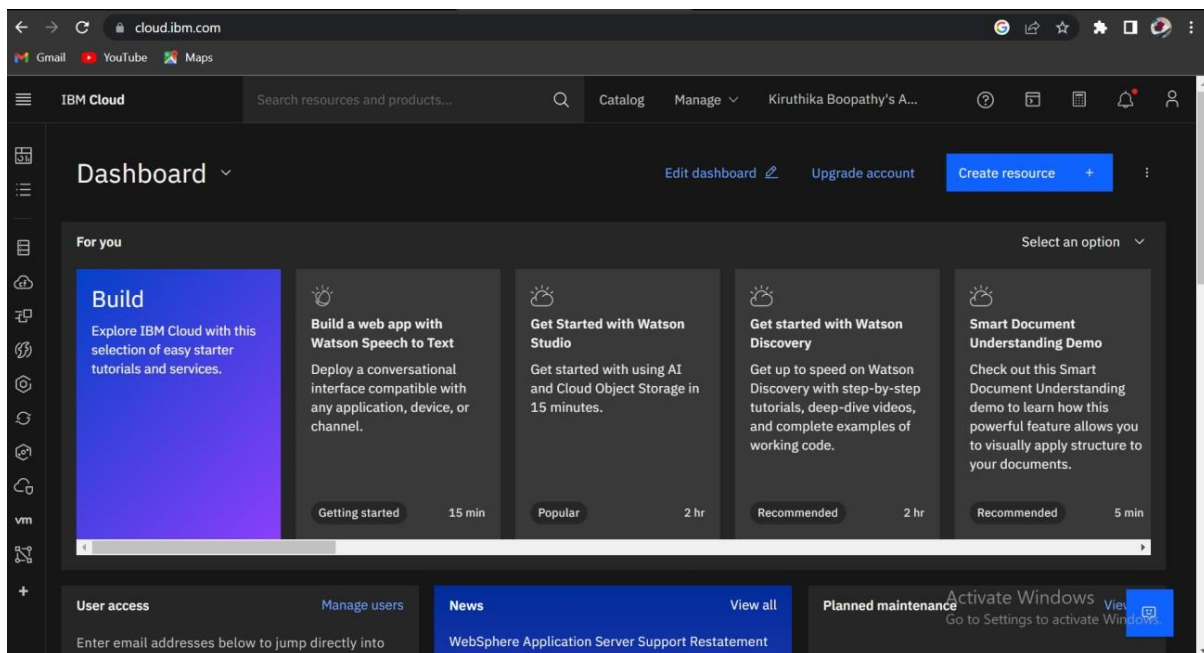 cloud.ibm.com
Gmail YouTube Maps
IBM Cloud Search resources and products... Catalog Manage Kiruthika Boopathy's A...
Dashboard Edit dashboard Upgrade account Create resource +
For you Select an option
Build
Explore IBM Cloud with this
selection of easy starter
tutorials and services.
Build a web app with
Watson Speech to Text
Deploy a conversational
interface compatible with
any application, device, or
channel.
Getting started 15 min
Get Started with Watson
Studio
Get started with using AI
and Cloud Object Storage in
15 minutes.
Popular 2 hr
Get started with Watson
Discovery
Get up to speed on Watson
Discovery with step-by-step
tutorials, deep-dive videos,
and complete examples of
working code.
Recommended 2 hr
Smart Document
Understanding Demo
Check out this Smart
Document Understanding
demo to learn how this
powerful feature allows you
to visually apply structure to
your documents.
Recommended 5 min
vm
User access Manage users
Enter email addresses below to jump directly into
News View all
WebSphere Application Server Support Restatement
Planned maintenance
Activate Windows
Go to Settings to activate Windows.